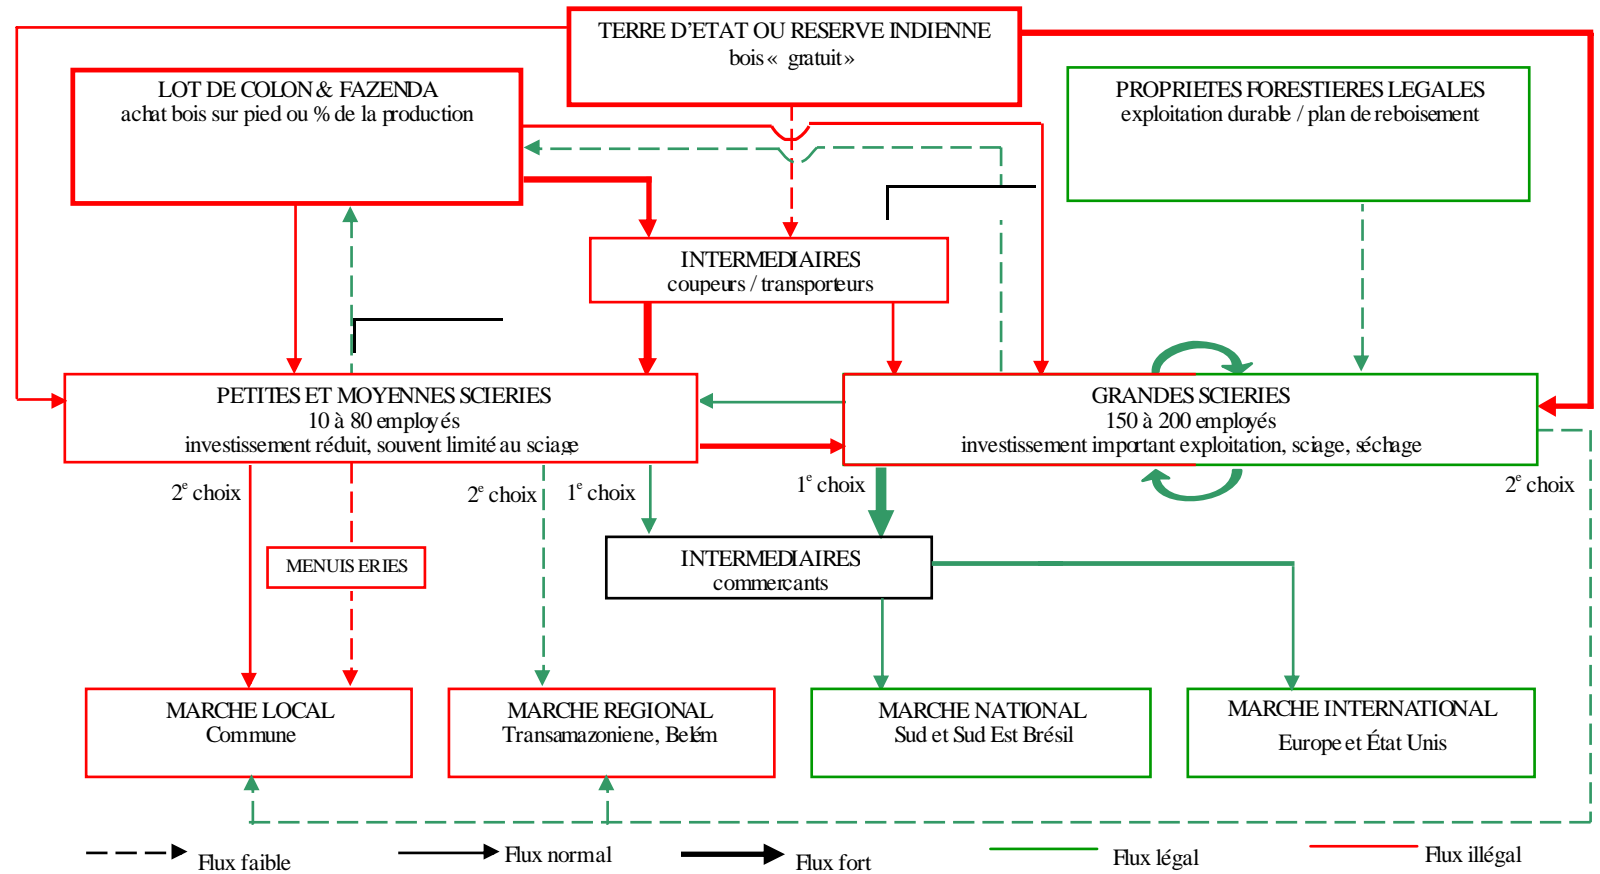 TERRE D'ETAT OU RESERVE INDIENNE
bois « gratuit »
LOT DE COLON & FAZENDA
achat bois sur pied ou % de la production
PROPRIETES FORESTIERES LEGALES
exploitation durable / plan de reboisement
INTERMEDIAIRES
coupeurs / transporteurs
PETITES ET MOYENNES SCIERIES
10 à 80 employés
investissement réduit, souvent limité au sciage
GRANDES SCIERIES
150 à 200 employés
investissement important exploitation, sciage, séchage
2e choix
2e choix
1e choix
1e choix
2e choix
MENUISERIES
INTERMEDIAIRES
commercants
MARCHE LOCAL
Commune
MARCHE REGIONAL
Transamazoniene, Belém
MARCHE NATIONAL
Sud et Sud Est Brésil
MARCHE INTERNATIONAL
Europe et État Unis
Flux faible
Flux normal
Flux fort
Flux légal
Flux illégal